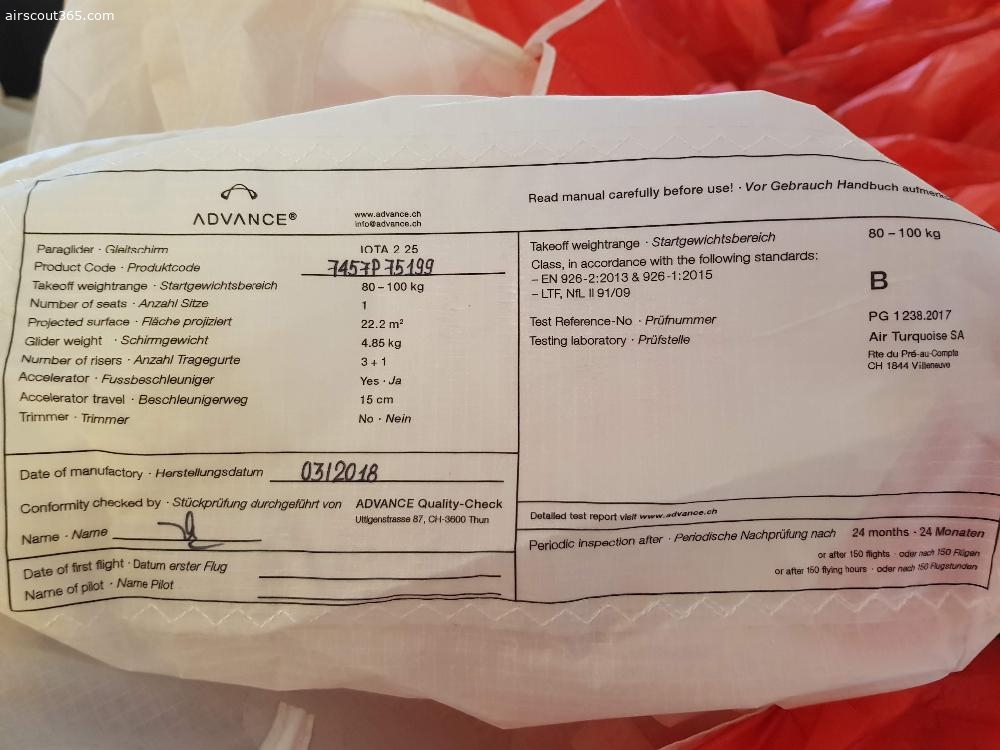 airscout365.com
ADVANCE®
www.advance.ch
info@advance.ch
Read manual carefully before use! · Vor Gebrauch Handbuch
Paraglider · Gleitschirm IOTA 2 25
Product Code · Produktcode 7457P75199
Takeoff weightrange · Startgewichtsbereich 80 – 100 kg
Number of seats · Anzahl Sitze 1
Projected surface · Fläche projiziert 22.2 m²
Glider weight · Schirmgewicht 4.85 kg
Number of risers · Anzahl Tragegurte 3 + 1
Accelerator · Fussbeschleuniger Yes · Ja
Accelerator travel · Beschleunigerweg 15 cm
Trimmer · Trimmer No · Nein
Date of manufactory · Herstellungsdatum 03/2018
Conformity checked by · Stückprüfung durchgeführt von ADVANCE Quality-Check
Uttigenstrasse 87, CH-3600 Thun
Name · Name
Date of first flight · Datum erster Flug
Name of pilot · Name Pilot
Takeoff weightrange · Startgewichtsbereich 80 – 100 kg
Class, in accordance with the following standards:
– EN 926-2:2013 & 926-1:2015 B
– LTF, NfL II 91/09
Test Reference-No · Prüfnummer PG 1238.2017
Testing laboratory · Prüfstelle Air Turquoise SA
Rte du Pré-au-Comte
CH 1844 Villeneuve
Detailed test report visit www.advance.ch
Periodic inspection after · Periodische Nachprüfung nach 24 months · 24 Monaten
or after 150 flights · oder nach 150 Flügen
or after 150 flying hours · oder nach 150 Flugstunden